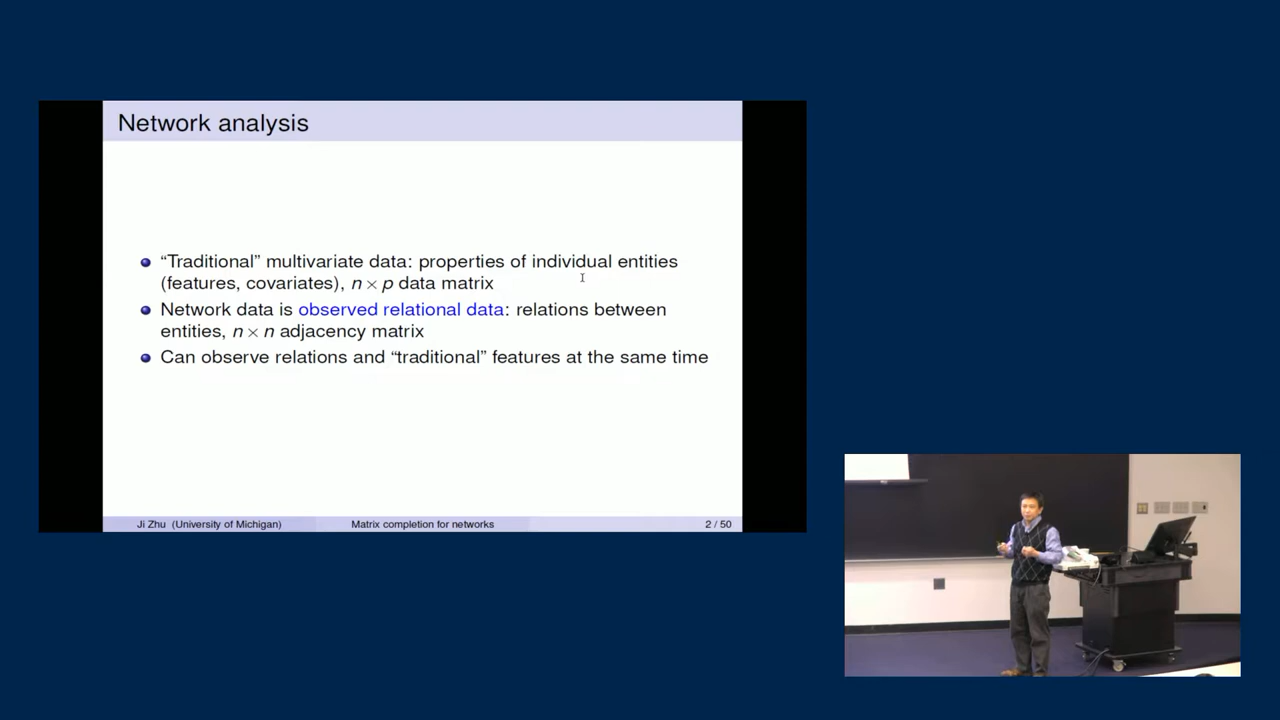 Network analysis
“Traditional” multivariate data: properties of individual entities
(features, covariates), n × p data matrix
Network data is observed relational data: relations between
entities, n × n adjacency matrix
Can observe relations and “traditional” features at the same time
Ji Zhu (University of Michigan) Matrix completion for networks 2 / 50